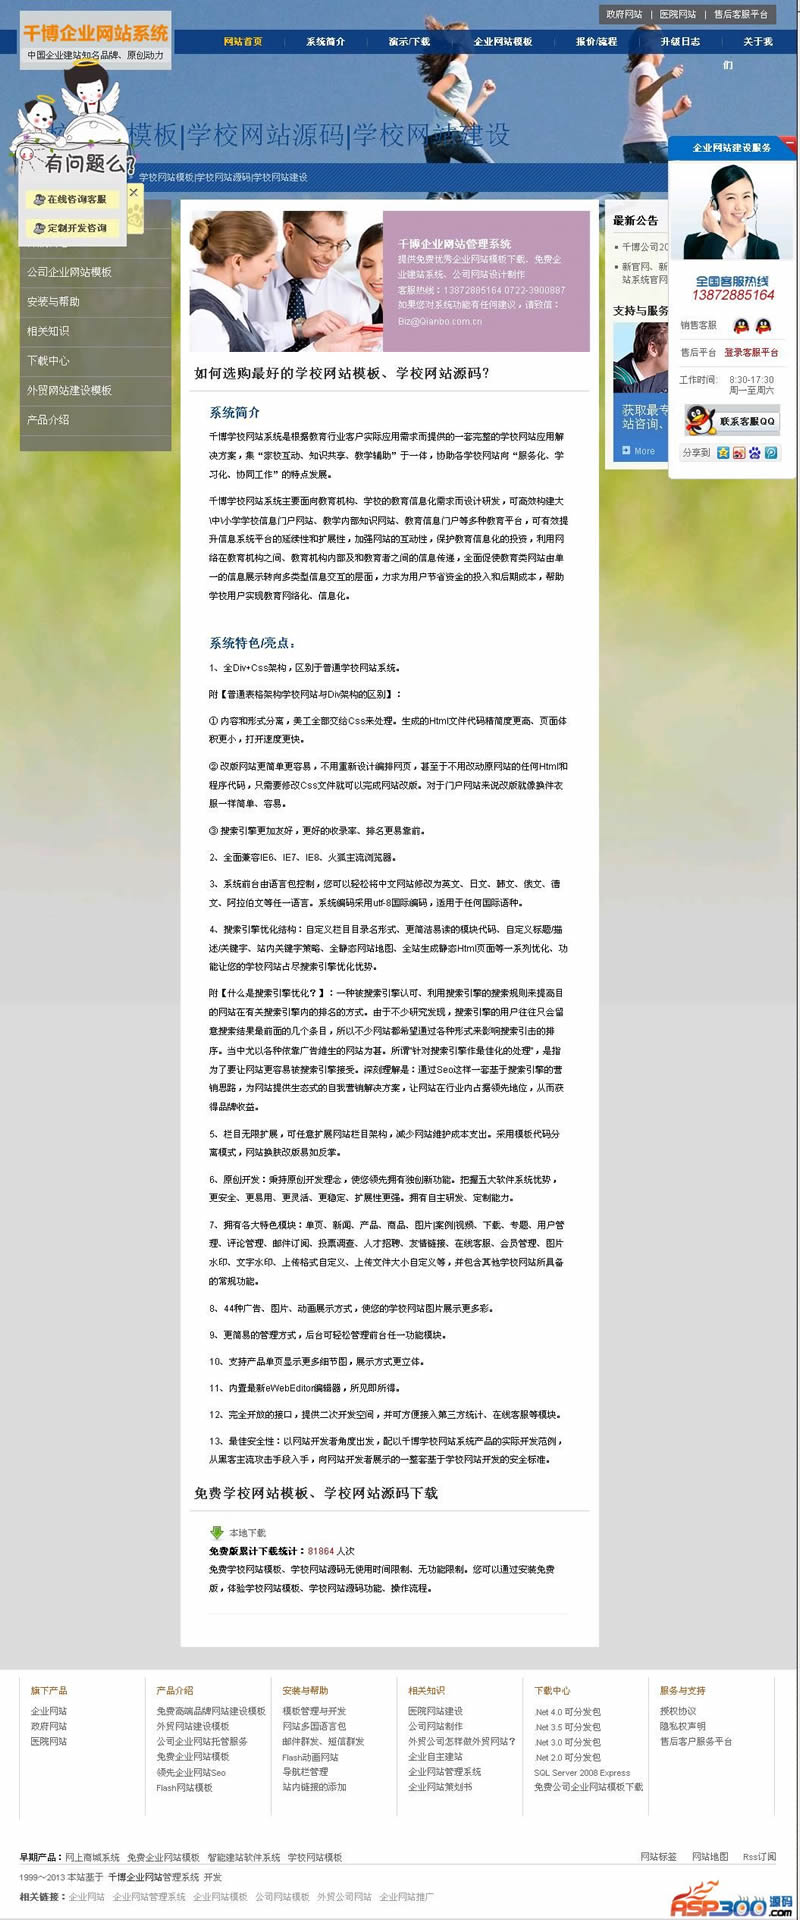 政府网站 | 医院网站 | 售后客服平台
千博企业网站系统
中国企业建站知名品牌、原创动力
网站首页
系统简介
演示/下载
企业网站模板
报价/流程
升级日志
关于我们
模板|学校网站源码|学校网站建设
有问题么?
在线咨询客服
定制开发咨询
学校网站模板|学校网站源码|学校网站建设
公司企业网站模板
安装与帮助
相关知识
下载中心
外贸网站建设模板
产品介绍
千博企业网站管理系统
提供免费优秀企业网站模板下载、免费企
业建站系统、公司网站设计制作
客服热线：13872885164 0722-3900887
如果您对系统功能有任何建议，请致信：
Biz@Qianbo.com.cn
最新公告
千博公司20
新官网、新
站系统官网
支持与服务
获取最专
站咨询、
More
企业网站建设服务
全国客服热线
13872885164
销售客服
售后平台 登录客服平台
工作时间： 8:30-17:30
周一至周六
联系客服QQ
分享到
如何选购最好的学校网站模板、学校网站源码？
系统简介
千博学校网站系统是根据教育行业客户实际应用需求而提供的一套完整的学校网站应用解
决方案，集“家校互动、知识共享、教学辅助”于一体，协助各学校网站向“服务化、学
习化、协同工作”的特点发展。
千博学校网站系统主要面向教育机构、学校的教育信息化需求而设计研发，可高效构建大
\中\小学学校信息门户网站、教学内部知识网站、教育信息门户等多种教育平台，可有效提
升信息系统平台的延续性和扩展性，加强网站的互动性，保护教育信息化的投资，利用网
络在教育机构之间、教育机构内部及和教育者之间的信息传递，全面促使教育类网站由单
一的信息展示转向多类型信息交互的层面，力求为用户节省资金的投入和后期成本，帮助
学校用户实现教育网络化、信息化。
系统特色/亮点：
1、全Div+Css架构，区别于普通学校网站系统。
附【普通表格架构学校网站与Div架构的区别】：
① 内容和形式分离，美工全部交给Css来处理。生成的Html文件代码精简度更高、页面体
积更小，打开速度更快。
② 改版网站更简单更容易，不用重新设计编排网页，甚至于不用改动原网站的任何Html和
程序代码，只需要修改Css文件就可以完成网站改版。对于门户网站来说改版就像换件衣
服一样简单、容易。
③ 搜索引擎更加友好，更好的收录率、排名更易靠前。
2、全面兼容IE6、IE7、IE8、火狐主流浏览器。
3、系统前台由语言包控制，您可以轻松将中文网站修改为英文、日文、韩文、俄文、德
文、阿拉伯文等任一语言。系统编码采用utf-8国际编码，适用于任何国际语种。
4、搜索引擎优化结构：自定义栏目目录名形式、更简洁易读的模块代码、自定义标题/描
述/关键字、站内关键字策略、全静态网站地图、全站生成静态Html页面等一系列优化、功
能让您的学校网站占尽搜索引擎优化优势。
附【什么是搜索引擎优化？】：一种被搜索引擎认可、利用搜索引擎的搜索规则来提高目
的网站在有关搜索引擎内的排名的方式。由于不少研究发现，搜索引擎的用户往往只会留
意搜索结果最前面的几个条目，所以不少网站都希望通过各种形式来影响搜索引击的排
序。当中尤以各种依靠广告维生的网站为甚。所谓"针对搜索引擎作最佳化的处理"，是指
为了要让网站更容易被搜索引擎接受。深刻理解是：通过Seo这样一套基于搜索引擎的营
销思路，为网站提供生态式的自我营销解决方案，让网站在行业内占据领先地位，从而获
得品牌收益。
5、栏目无限扩展，可任意扩展网站栏目架构，减少网站维护成本支出。采用模板代码分
离模式，网站换肤改版易如反掌。
6、原创开发：秉持原创开发理念，使您领先拥有独创新功能。把握五大软件系统优势，
更安全、更易用、更灵活、更稳定、扩展性更强。拥有自主研发、定制能力。
7、拥有各大特色模块：单页、新闻、产品、商品、图片|案例|视频、下载、专题、用户管
理、评论管理、邮件订阅、投票调查、人才招聘、友情链接、在线客服、会员管理、图片
水印、文字水印、上传格式自定义、上传文件大小自定义等，并包含其他学校网站所具备
的常规功能。
8、44种广告、图片、动画展示方式，使您的学校网站图片展示更多彩。
9、更简易的管理方式，后台可轻松管理前台任一功能模块。
10、支持产品单页显示更多细节图，展示方式更立体。
11、内置最新eWebEditor编辑器，所见即所得。
12、完全开放的接口，提供二次开发空间，并可方便接入第三方统计、在线客服等模块。
13、最佳安全性：以网站开发者角度出发，配以千博学校网站系统产品的实际开发范例，
从黑客主流攻击手段入手，向网站开发者展示的一整套基于学校网站开发的安全标准。
免费学校网站模板、学校网站源码下载
本地下载
免费版累计下载统计：81864 人次
免费学校网站模板、学校网站源码无使用时间限制、无功能限制。您可以通过安装免费
版，体验学校网站模板、学校网站源码功能、操作流程。
旗下产品
企业网站
政府网站
医院网站
产品介绍
免费高端品牌网站建设模板
外贸网站建设模板
公司企业网站托管服务
免费企业网站模板
领先企业网站Seo
Flash网站模板
安装与帮助
模板管理与开发
网站多国语言包
邮件群发、短信群发
Flash动画网站
导航栏管理
站内链接的添加
相关知识
医院网站建设
公司网站制作
外贸公司怎样做外贸网站？
企业自主建站
企业网站管理系统
企业网站策划书
下载中心
.Net 4.0 可分发包
.Net 3.5 可分发包
.Net 3.0 可分发包
.Net 2.0 可分发包
SQL Server 2008 Express
免费公司企业网站模板下载
服务与支持
授权协议
隐私权声明
售后客户服务平台
早期产品：网上商城系统 免费企业网站模板 智能建站软件系统 学校网站模板
网站标签 网站地图 Rss订阅
1999～2013 本站基于 千博企业网站管理系统 开发
相关链接：企业网站 企业网站管理系统 企业网站模板 公司网站模板 外贸公司网站 企业网站推广
ASP300源码
.com